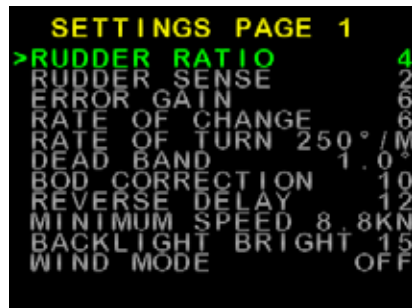 SETTINGS PAGE 1
>RUDDER RATIO 4
RUDDER SENSE 2
ERROR GAIN 6
RATE OF CHANGE 6
RATE OF TURN 250°/M
DEAD BAND 1.0°
BOD CORRECTION 10
REVERSE DELAY 12
MINIMUM SPEED 8.8KN
BACKLIGHT BRIGHT 15
WIND MODE OFF